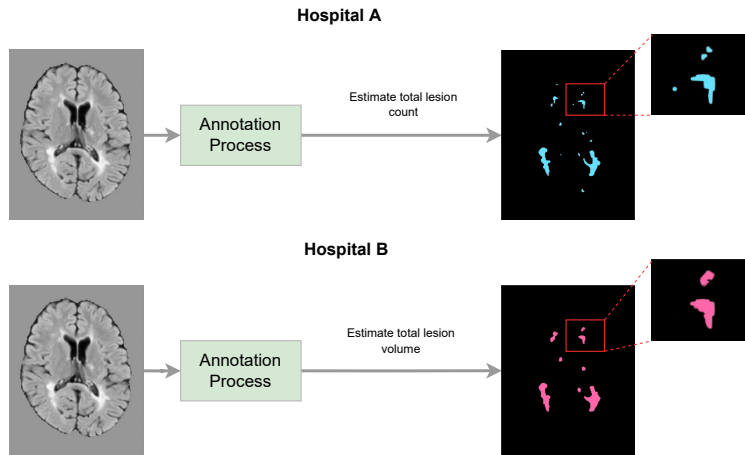 Hospital A
Annotation
Process
Estimate total lesion
count
Hospital B
Annotation
Process
Estimate total lesion
volume